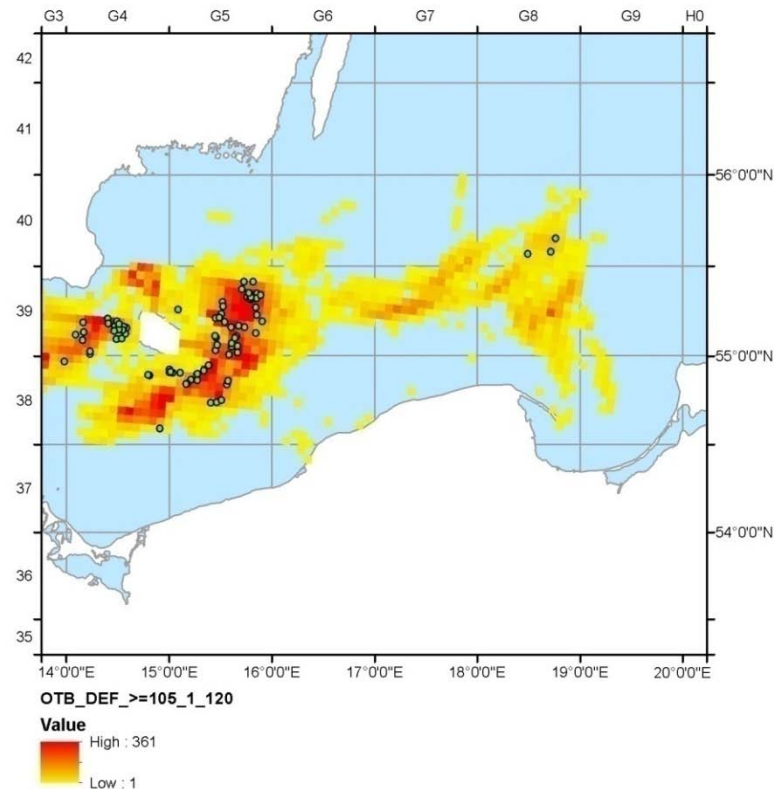 G3 G4 G5 G6 G7 G8 G9 H0
42
41
56°0'0"N
40
39
55°0'0"N
38
37
54°0'0"N
36
35
14°0'0"E 15°0'0"E 16°0'0"E 17°0'0"E 18°0'0"E 19°0'0"E 20°0'0"E
OTB_DEF_>=105_1_120
Value
High : 361
Low : 1